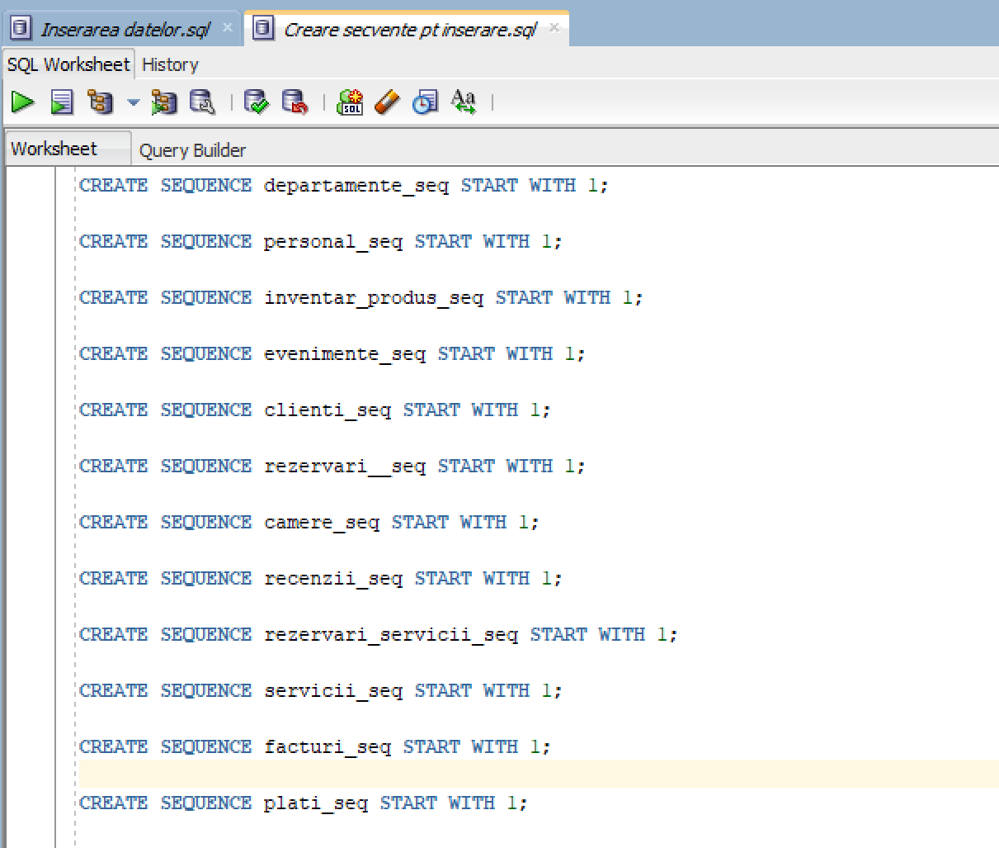 Inserarea datelor.sql
Creare secvente pt inserare.sql
SQL Worksheet History
SQL
Aa
Worksheet Query Builder
CREATE SEQUENCE departamente_seq START WITH 1;
CREATE SEQUENCE personal_seq START WITH 1;
CREATE SEQUENCE inventar_produs_seq START WITH 1;
CREATE SEQUENCE evenimente_seq START WITH 1;
CREATE SEQUENCE clienti_seq START WITH 1;
CREATE SEQUENCE rezervari__seq START WITH 1;
CREATE SEQUENCE camere_seq START WITH 1;
CREATE SEQUENCE recenzii_seq START WITH 1;
CREATE SEQUENCE rezervari_servicii_seq START WITH 1;
CREATE SEQUENCE servicii_seq START WITH 1;
CREATE SEQUENCE facturi_seq START WITH 1;
CREATE SEQUENCE plati_seq START WITH 1;